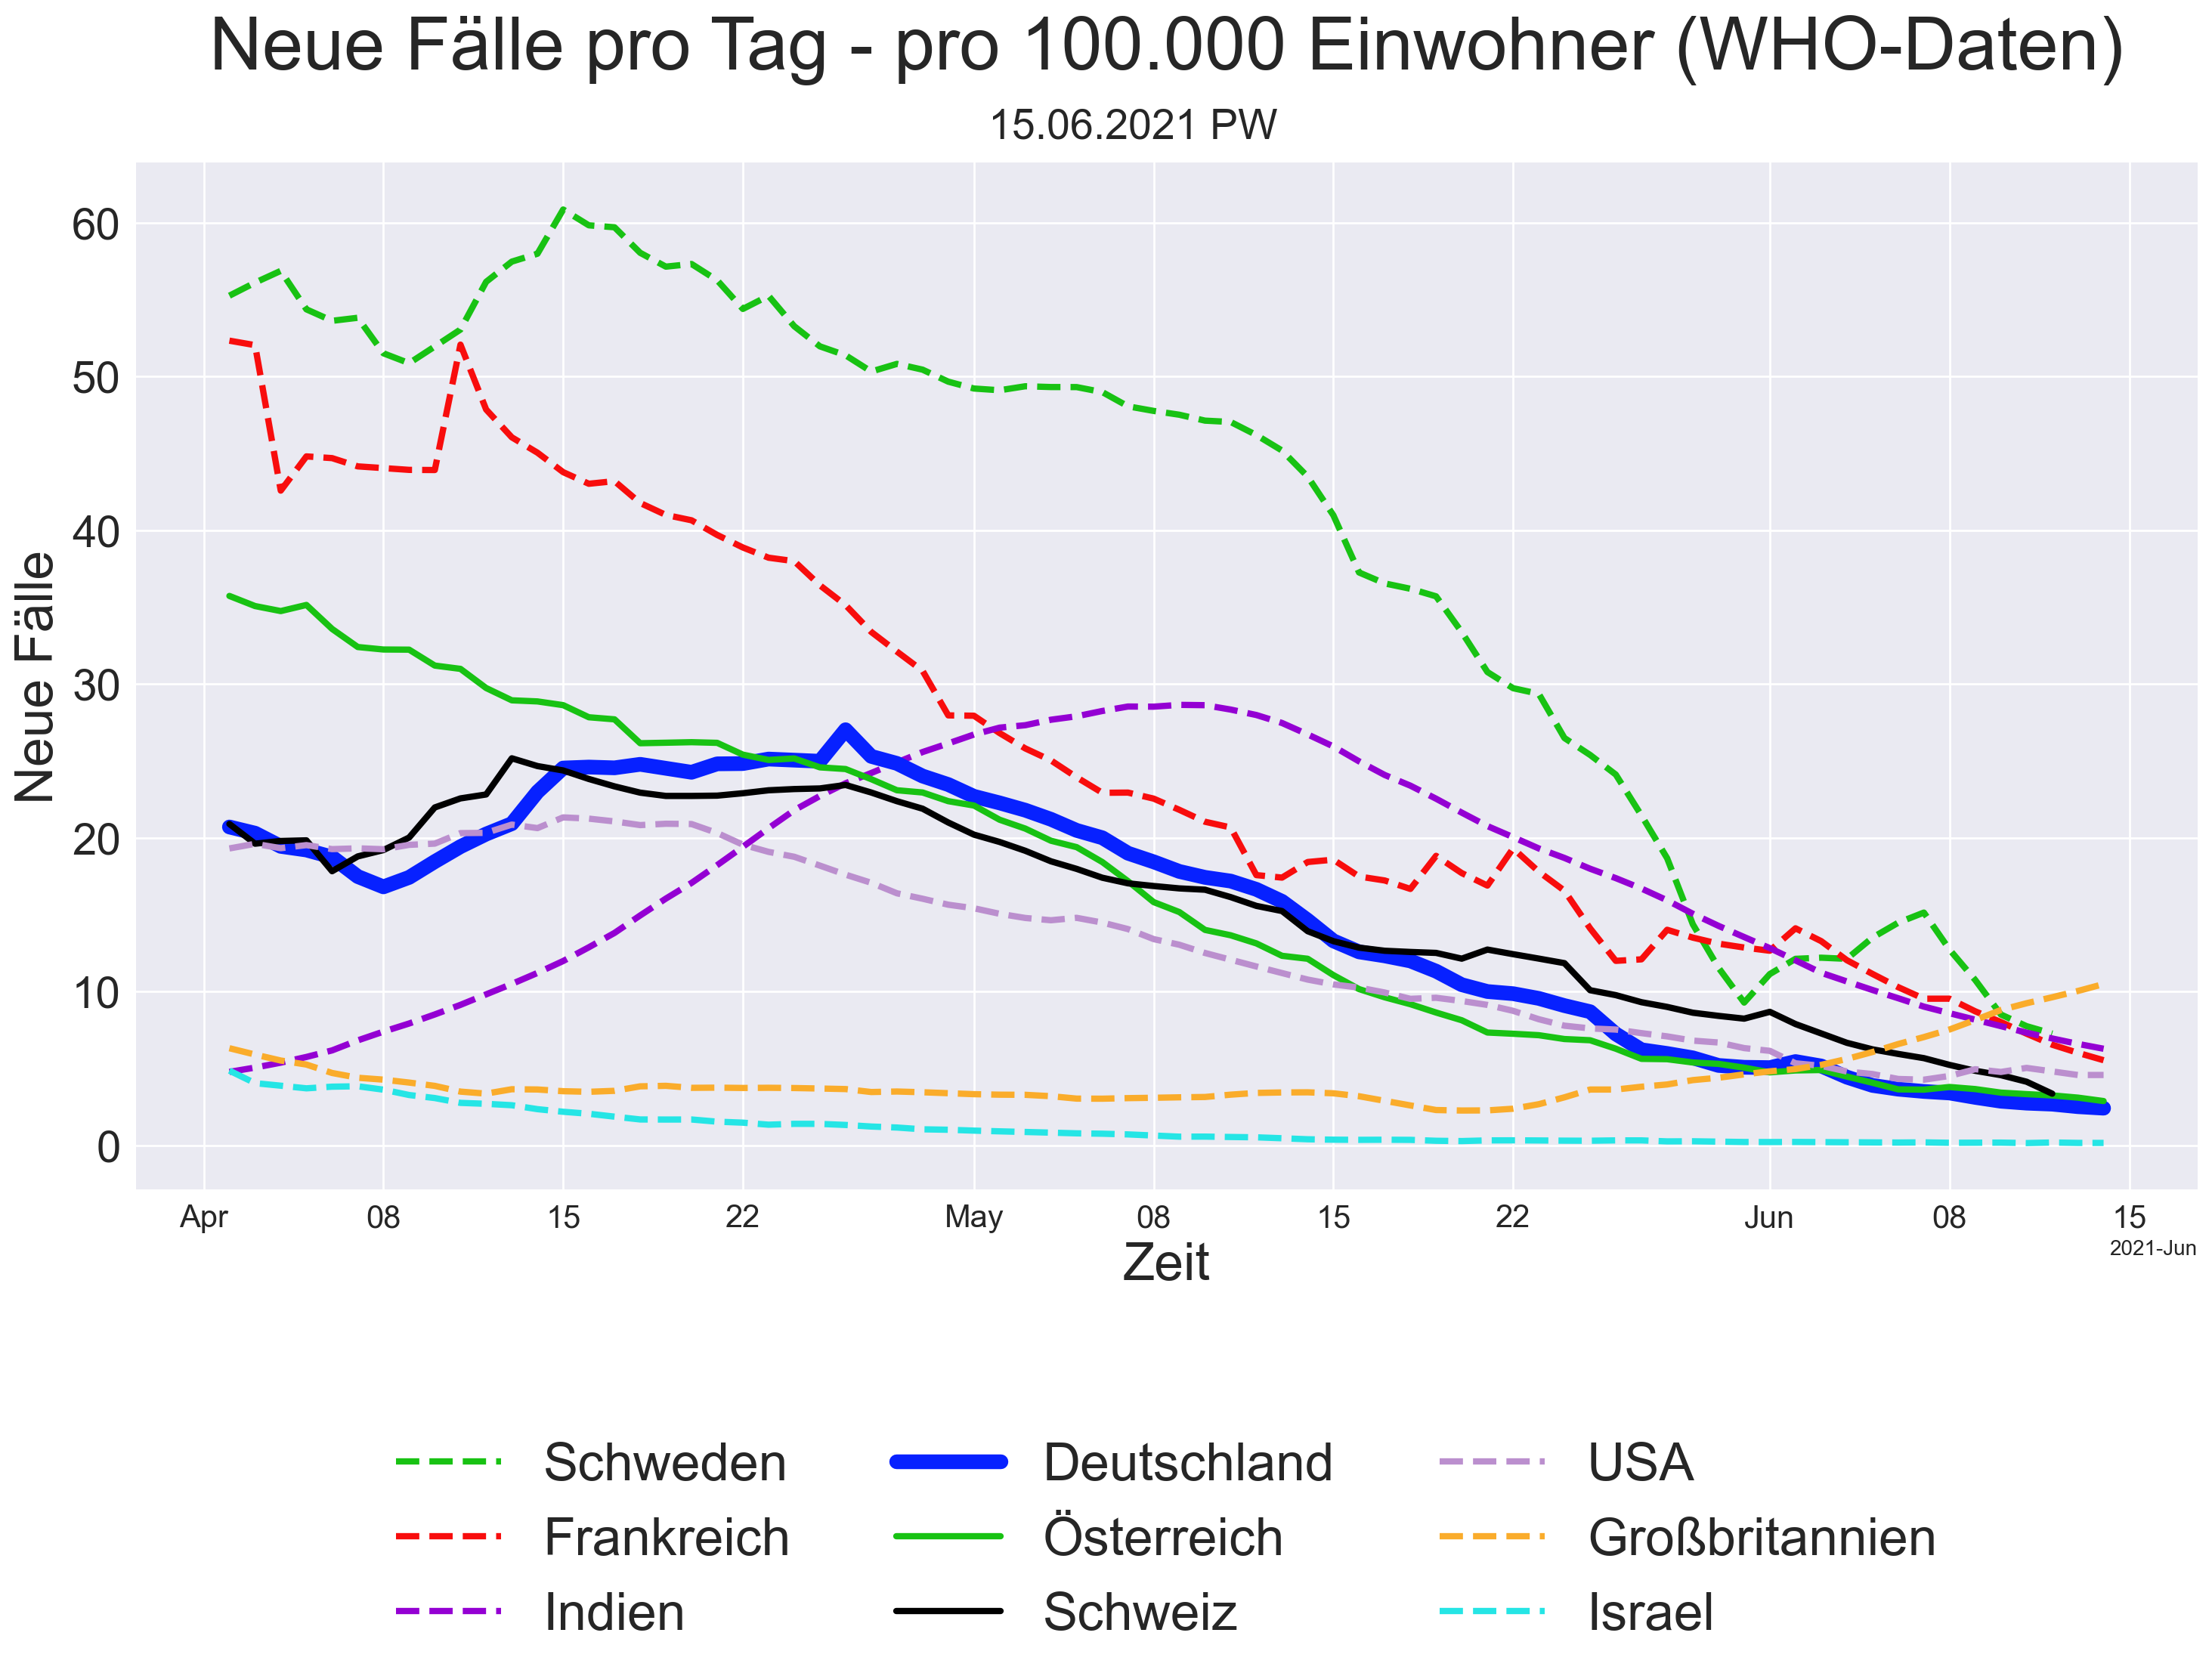 Neue Fälle pro Tag - pro 100.000 Einwohner (WHO-Daten)
15.06.2021 PW
Neue Fälle
60
50
40
30
20
10
0
Apr 08 15 22 May 08 15 22 Jun 08 15
2021-Jun
Zeit
Schweden Deutschland USA
Frankreich Österreich Großbritannien
Indien Schweiz Israel